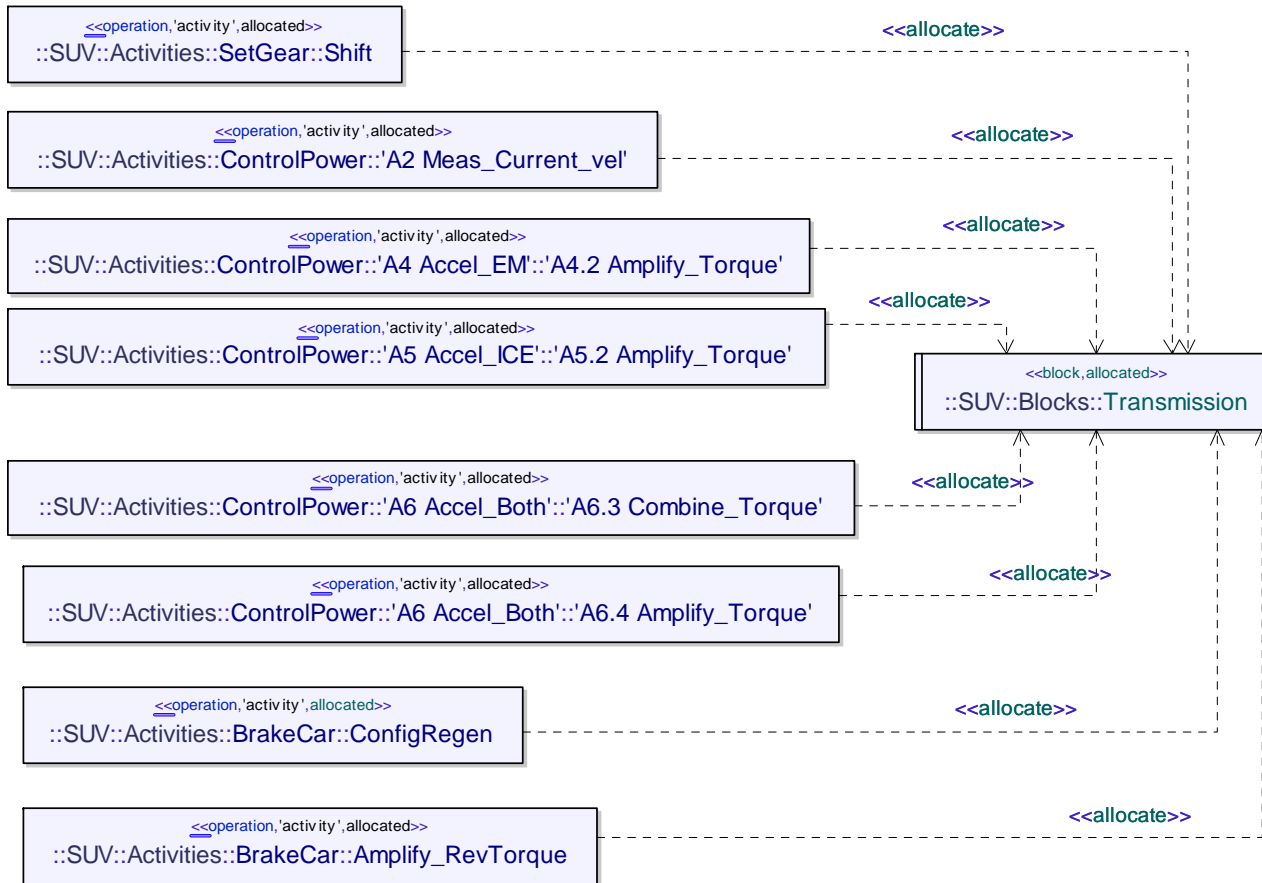 <<operation,'activity',allocated>>
::SUV::Activities::SetGear::Shift
<<allocate>>
<<operation,'activity',allocated>>
::SUV::Activities::ControlPower::'A2 Meas_Current_vel'
<<allocate>>
<<operation,'activity',allocated>>
::SUV::Activities::ControlPower::'A4 Accel_EM'::'A4.2 Amplify_Torque'
<<allocate>>
<<operation,'activity',allocated>>
::SUV::Activities::ControlPower::'A5 Accel_ICE'::'A5.2 Amplify_Torque'
<<allocate>>
<<block,allocated>>
::SUV::Blocks::Transmission
<<operation,'activity',allocated>>
::SUV::Activities::ControlPower::'A6 Accel_Both'::'A6.3 Combine_Torque'
<<allocate>>
<<operation,'activity',allocated>>
::SUV::Activities::ControlPower::'A6 Accel_Both'::'A6.4 Amplify_Torque'
<<allocate>>
<<operation,'activity',allocated>>
::SUV::Activities::BrakeCar::ConfigRegen
<<allocate>>
<<operation,'activity',allocated>>
::SUV::Activities::BrakeCar::Amplify_RevTorque
<<allocate>>